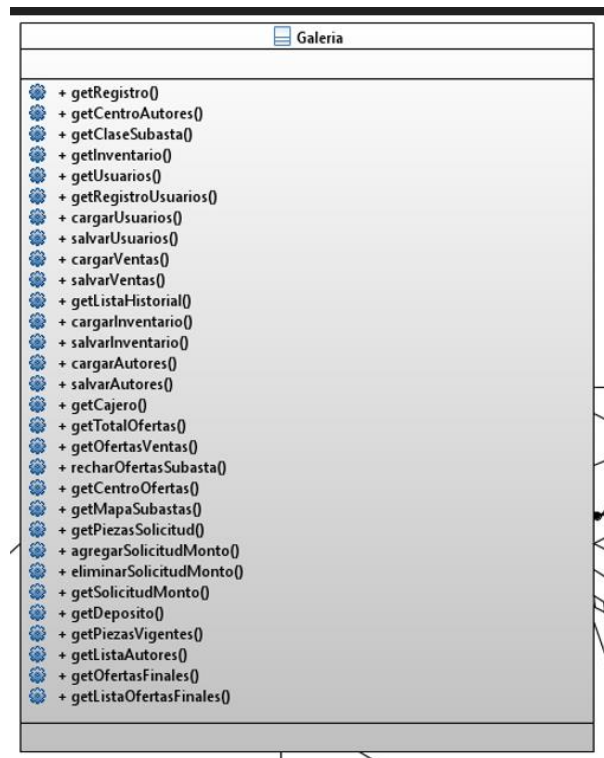 Galeria
+ getRegistro()
+ getCentroAutores()
+ getClaseSubasta()
+ getInventario()
+ getUsuarios()
+ getRegistroUsuarios()
+ cargarUsuarios()
+ salvarUsuarios()
+ cargarVentas()
+ salvarVentas()
+ getListaHistorial()
+ cargarInventario()
+ salvarInventario()
+ cargarAutores()
+ salvarAutores()
+ getCajero()
+ getTotalOfertas()
+ getOfertasVentas()
+ recharOfertasSubasta()
+ getCentroOfertas()
+ getMapaSubastas()
+ getPiezasSolicitud()
+ agregarSolicitudMonto()
+ eliminarSolicitudMonto()
+ getSolicitudMonto()
+ getDeposito()
+ getPiezasVigentes()
+ getListaAutores()
+ getOfertasFinales()
+ getListaOfertasFinales()